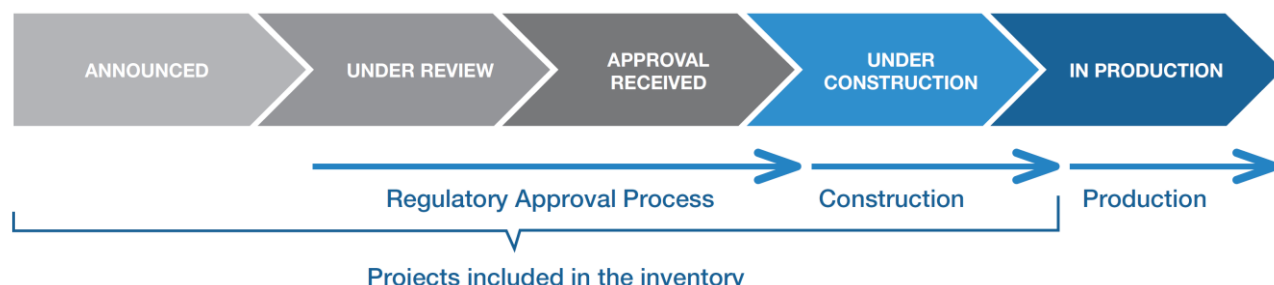 ANNOUNCED
UNDER REVIEW
APPROVAL
RECEIVED
UNDER
CONSTRUCTION
IN PRODUCTION
Regulatory Approval Process
Construction
Production
Projects included in the inventory